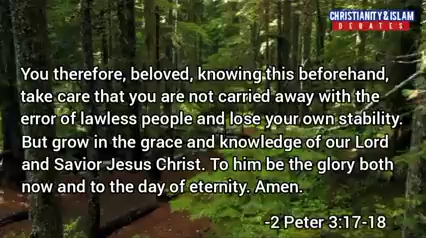 CHRISTIANITY & ISLAM
DEBATES
You therefore, beloved, knowing this beforehand,
take care that you are not carried away with the
error of lawless people and lose your own stability.
But grow in the grace and knowledge of our Lord
and Savior Jesus Christ. To him be the glory both
now and to the day of eternity. Amen.
-2 Peter 3:17-18